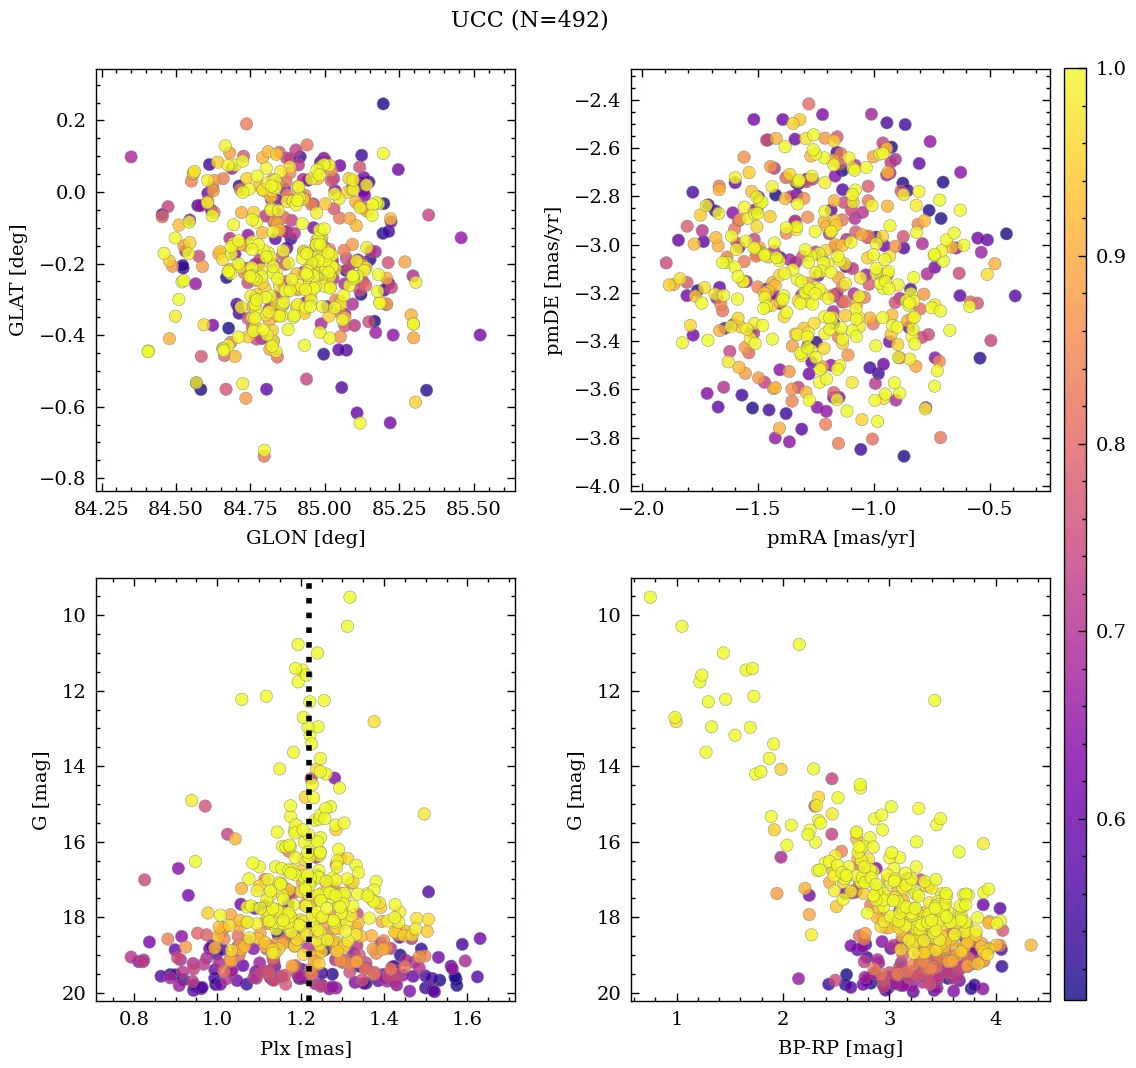 UCC (N=492)
0.2
0.0
−0.2
−0.4
−0.6
−0.8
GLAT [deg]
84.25 84.50 84.75 85.00 85.25 85.50
GLON [deg]
−2.4
−2.6
−2.8
−3.0
−3.2
−3.4
−3.6
−3.8
−4.0
pmDE [mas/yr]
−2.0 −1.5 −1.0 −0.5
pmRA [mas/yr]
1.0
0.9
0.8
0.7
0.6
10
12
14
16
18
20
G [mag]
0.8 1.0 1.2 1.4 1.6
Plx [mas]
10
12
14
16
18
20
G [mag]
1 2 3 4
BP-RP [mag]